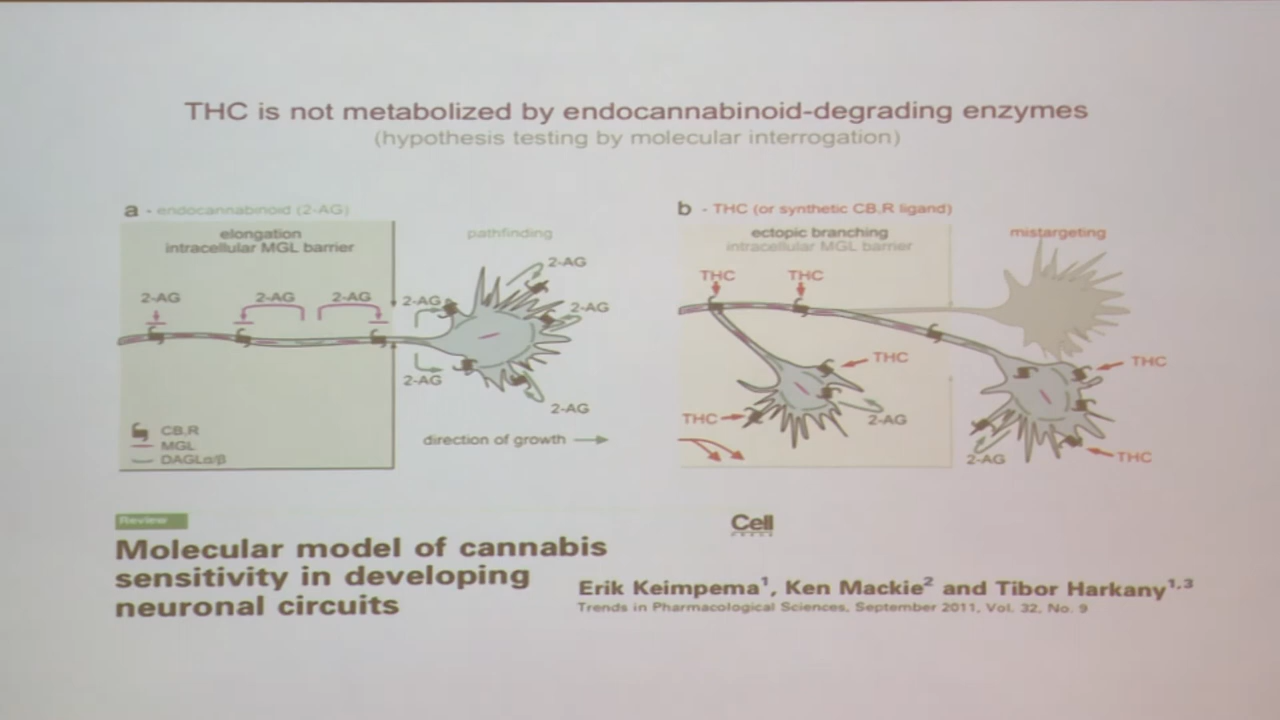 THC is not metabolized by endocannabinoid-degrading enzymes
(hypothesis testing by molecular interrogation)
a - endocannabinoid (2-AG)
elongation
intracellular MGL barrier
pathfinding
2-AG
2-AG
2-AG
2-AG
2-AG
2-AG
2-AG
2-AG
direction of growth
CB₁R
MGL
DAGLα/β
b - THC (or synthetic CB₁R ligand)
ectopic branching
intracellular MGL barrier
mistargeting
THC
THC
THC
THC
THC
2-AG
2-AG
THC
Review
Cell
PRESS
Molecular model of cannabis
sensitivity in developing
neuronal circuits
Erik Keimpema¹, Ken Mackie² and Tibor Harkany¹,³
Trends in Pharmacological Sciences, September 2011, Vol. 32, No. 9